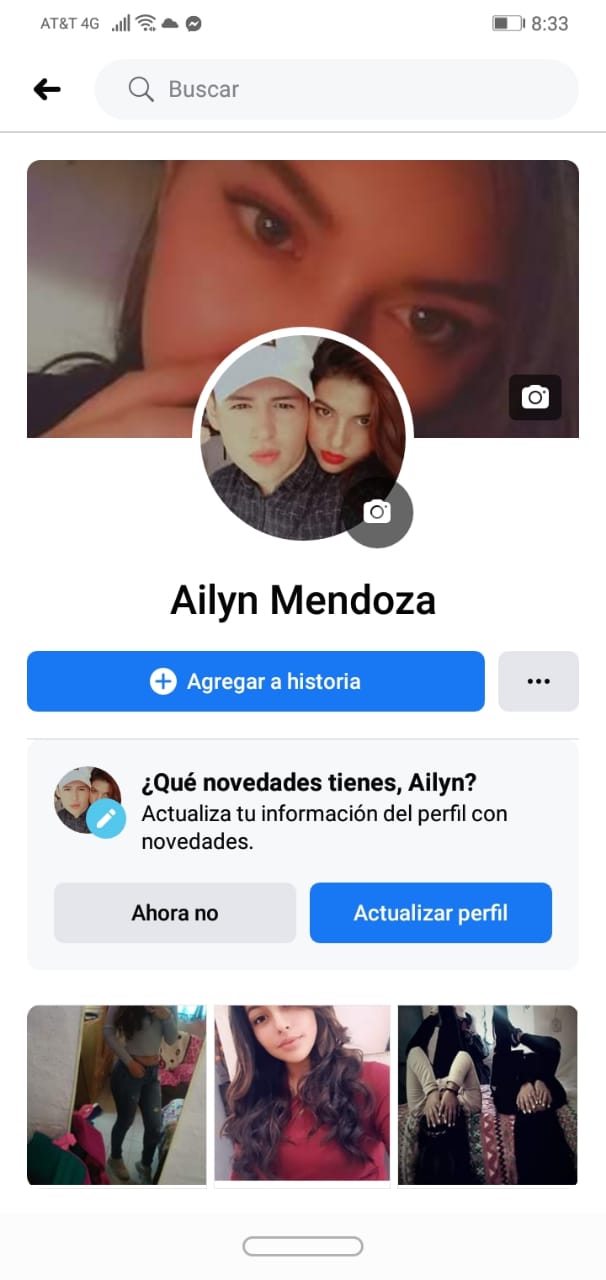 AT&T 4G 8:33
Buscar
Ailyn Mendoza
Agregar a historia
¿Qué novedades tienes, Ailyn?
Actualiza tu información del perfil con
novedades.
Ahora no Actualizar perfil